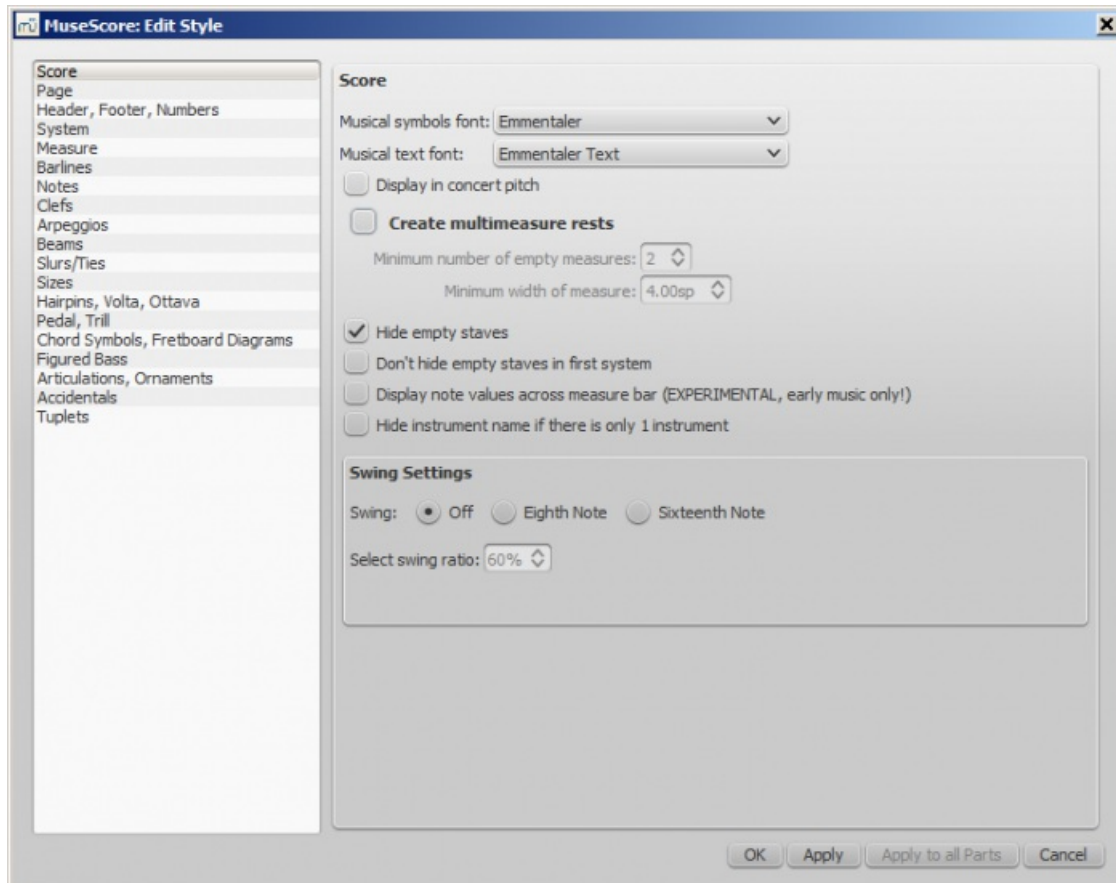 MuseScore: Edit Style
Score
Page
Header, Footer, Numbers
System
Measure
Barlines
Notes
Clefs
Arpeggios
Beams
Slurs/Ties
Sizes
Hairpins, Volta, Ottava
Pedal, Trill
Chord Symbols, Fretboard Diagrams
Figured Bass
Articulations, Ornaments
Accidentals
Tuplets
Score
Musical symbols font: Emmentaler
Musical text font: Emmentaler Text
Display in concert pitch
Create multimeasure rests
Minimum number of empty measures: 2
Minimum width of measure: 4.00sp
Hide empty staves
Don't hide empty staves in first system
Display note values across measure bar (EXPERIMENTAL, early music only!)
Hide instrument name if there is only 1 instrument
Swing Settings
Swing: Off Eighth Note Sixteenth Note
Select swing ratio: 60%
OK Apply Apply to all Parts Cancel